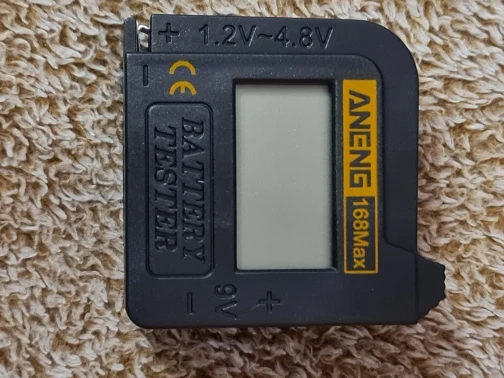 + 1.2V~4.8V
–
CE
ANENG
168Max
BATTERY
TESTER
9V
+
–